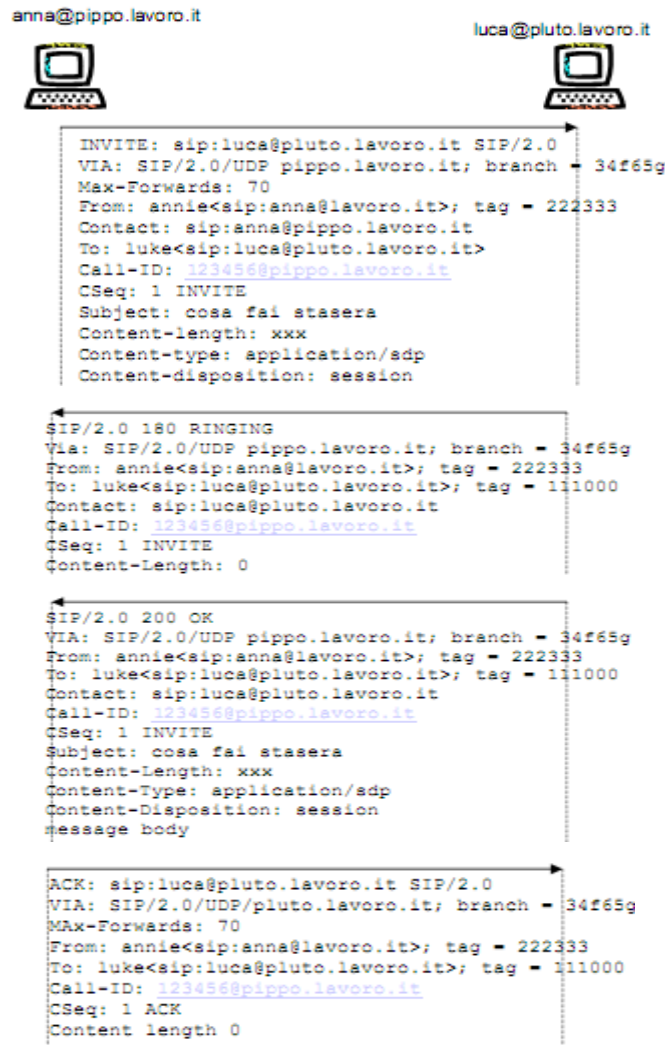 anna@pippo.lavoro.it
luca@pluto.lavoro.it
INVITE: sip:luca@pluto.lavoro.it SIP/2.0
VIA: SIP/2.0/UDP pippo.lavoro.it; branch = 34f65g
Max-Forwards: 70
From: annie<sip:anna@lavoro.it>; tag = 222333
Contact: sip:anna@pippo.lavoro.it
To: luke<sip:luca@pluto.lavoro.it>
Call-ID: 123456@pippo.lavoro.it
CSeq: 1 INVITE
Subject: cosa fai stasera
Content-length: xxx
Content-type: application/sdp
Content-disposition: session
SIP/2.0 180 RINGING
Via: SIP/2.0/UDP pippo.lavoro.it; branch = 34f65g
From: annie<sip:anna@lavoro.it>; tag = 222333
To: luke<sip:luca@pluto.lavoro.it>; tag = 111000
Contact: sip:luca@pluto.lavoro.it
Call-ID: 123456@pippo.lavoro.it
CSeq: 1 INVITE
Content-Length: 0
SIP/2.0 200 OK
VIA: SIP/2.0/UDP pippo.lavoro.it; branch = 34f65g
From: annie<sip:anna@lavoro.it>; tag = 222333
To: luke<sip:luca@pluto.lavoro.it>; tag = 111000
Contact: sip:luca@pluto.lavoro.it
Call-ID: 123456@pippo.lavoro.it
CSeq: 1 INVITE
Subject: cosa fai stasera
Content-Length: xxx
Content-Type: application/sdp
Content-Disposition: session
message body
ACK: sip:luca@pluto.lavoro.it SIP/2.0
VIA: SIP/2.0/UDP/pluto.lavoro.it; branch = 34f65g
MAx-Forwards: 70
From: annie<sip:anna@lavoro.it>; tag = 222333
To: luke<sip:luca@pluto.lavoro.it>; tag = 111000
Call-ID: 123456@pippo.lavoro.it
CSeq: 1 ACK
Content length 0